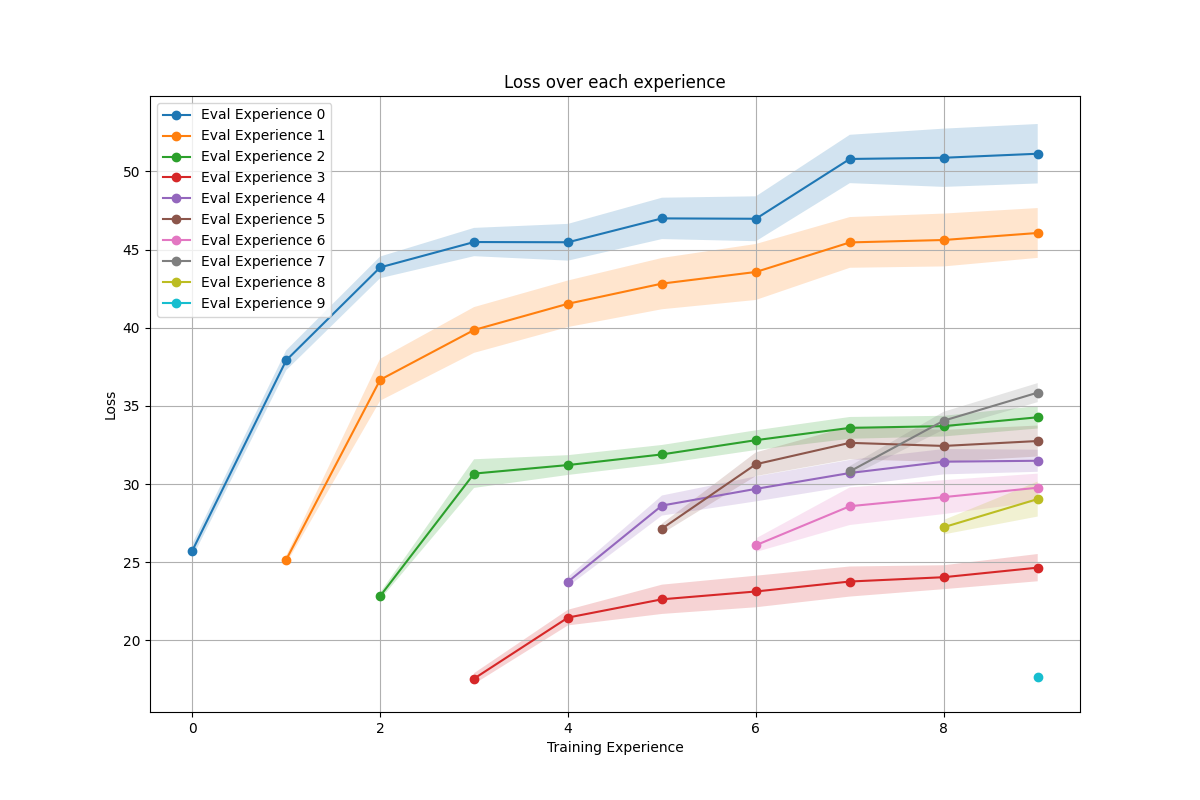 Loss over each experience
Eval Experience 0
Eval Experience 1
Eval Experience 2
Eval Experience 3
Eval Experience 4
Eval Experience 5
Eval Experience 6
Eval Experience 7
Eval Experience 8
Eval Experience 9
50
45
40
35
30
25
20
Loss
0 2 4 6 8
Training Experience